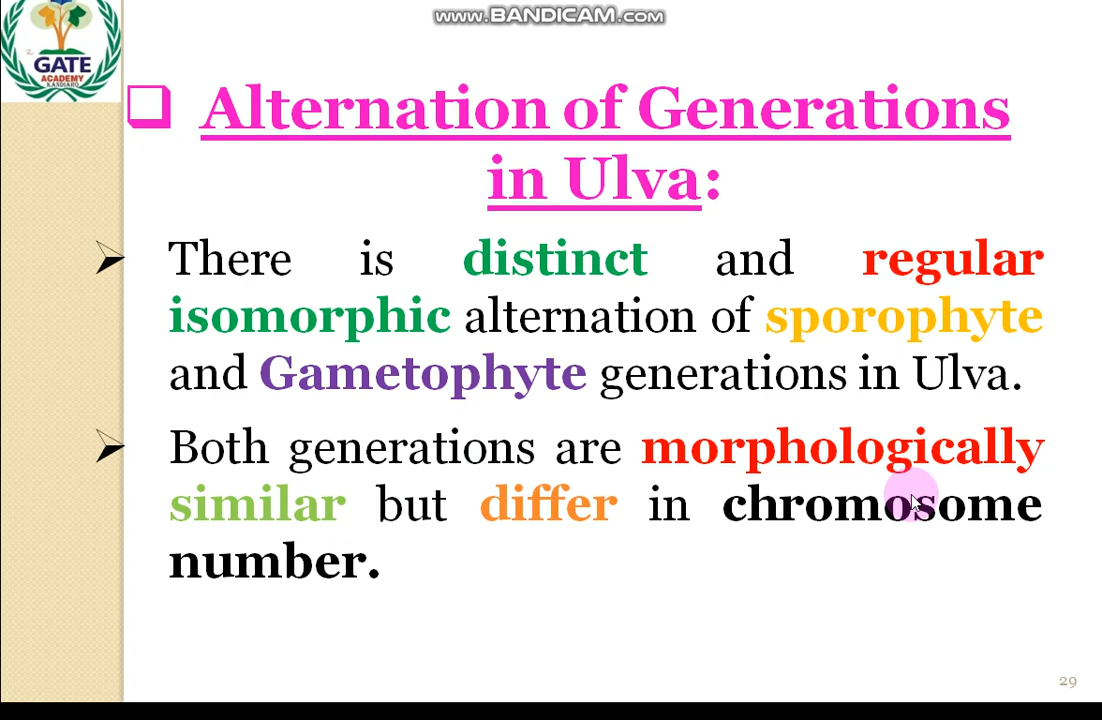 www.BANDICAM.com
GATE
ACADEMY
KANDIARO
Alternation of Generations
in Ulva:
There is distinct and regular
isomorphic alternation of sporophyte
and Gametophyte generations in Ulva.
Both generations are morphologically
similar but differ in chromosome
number.
29